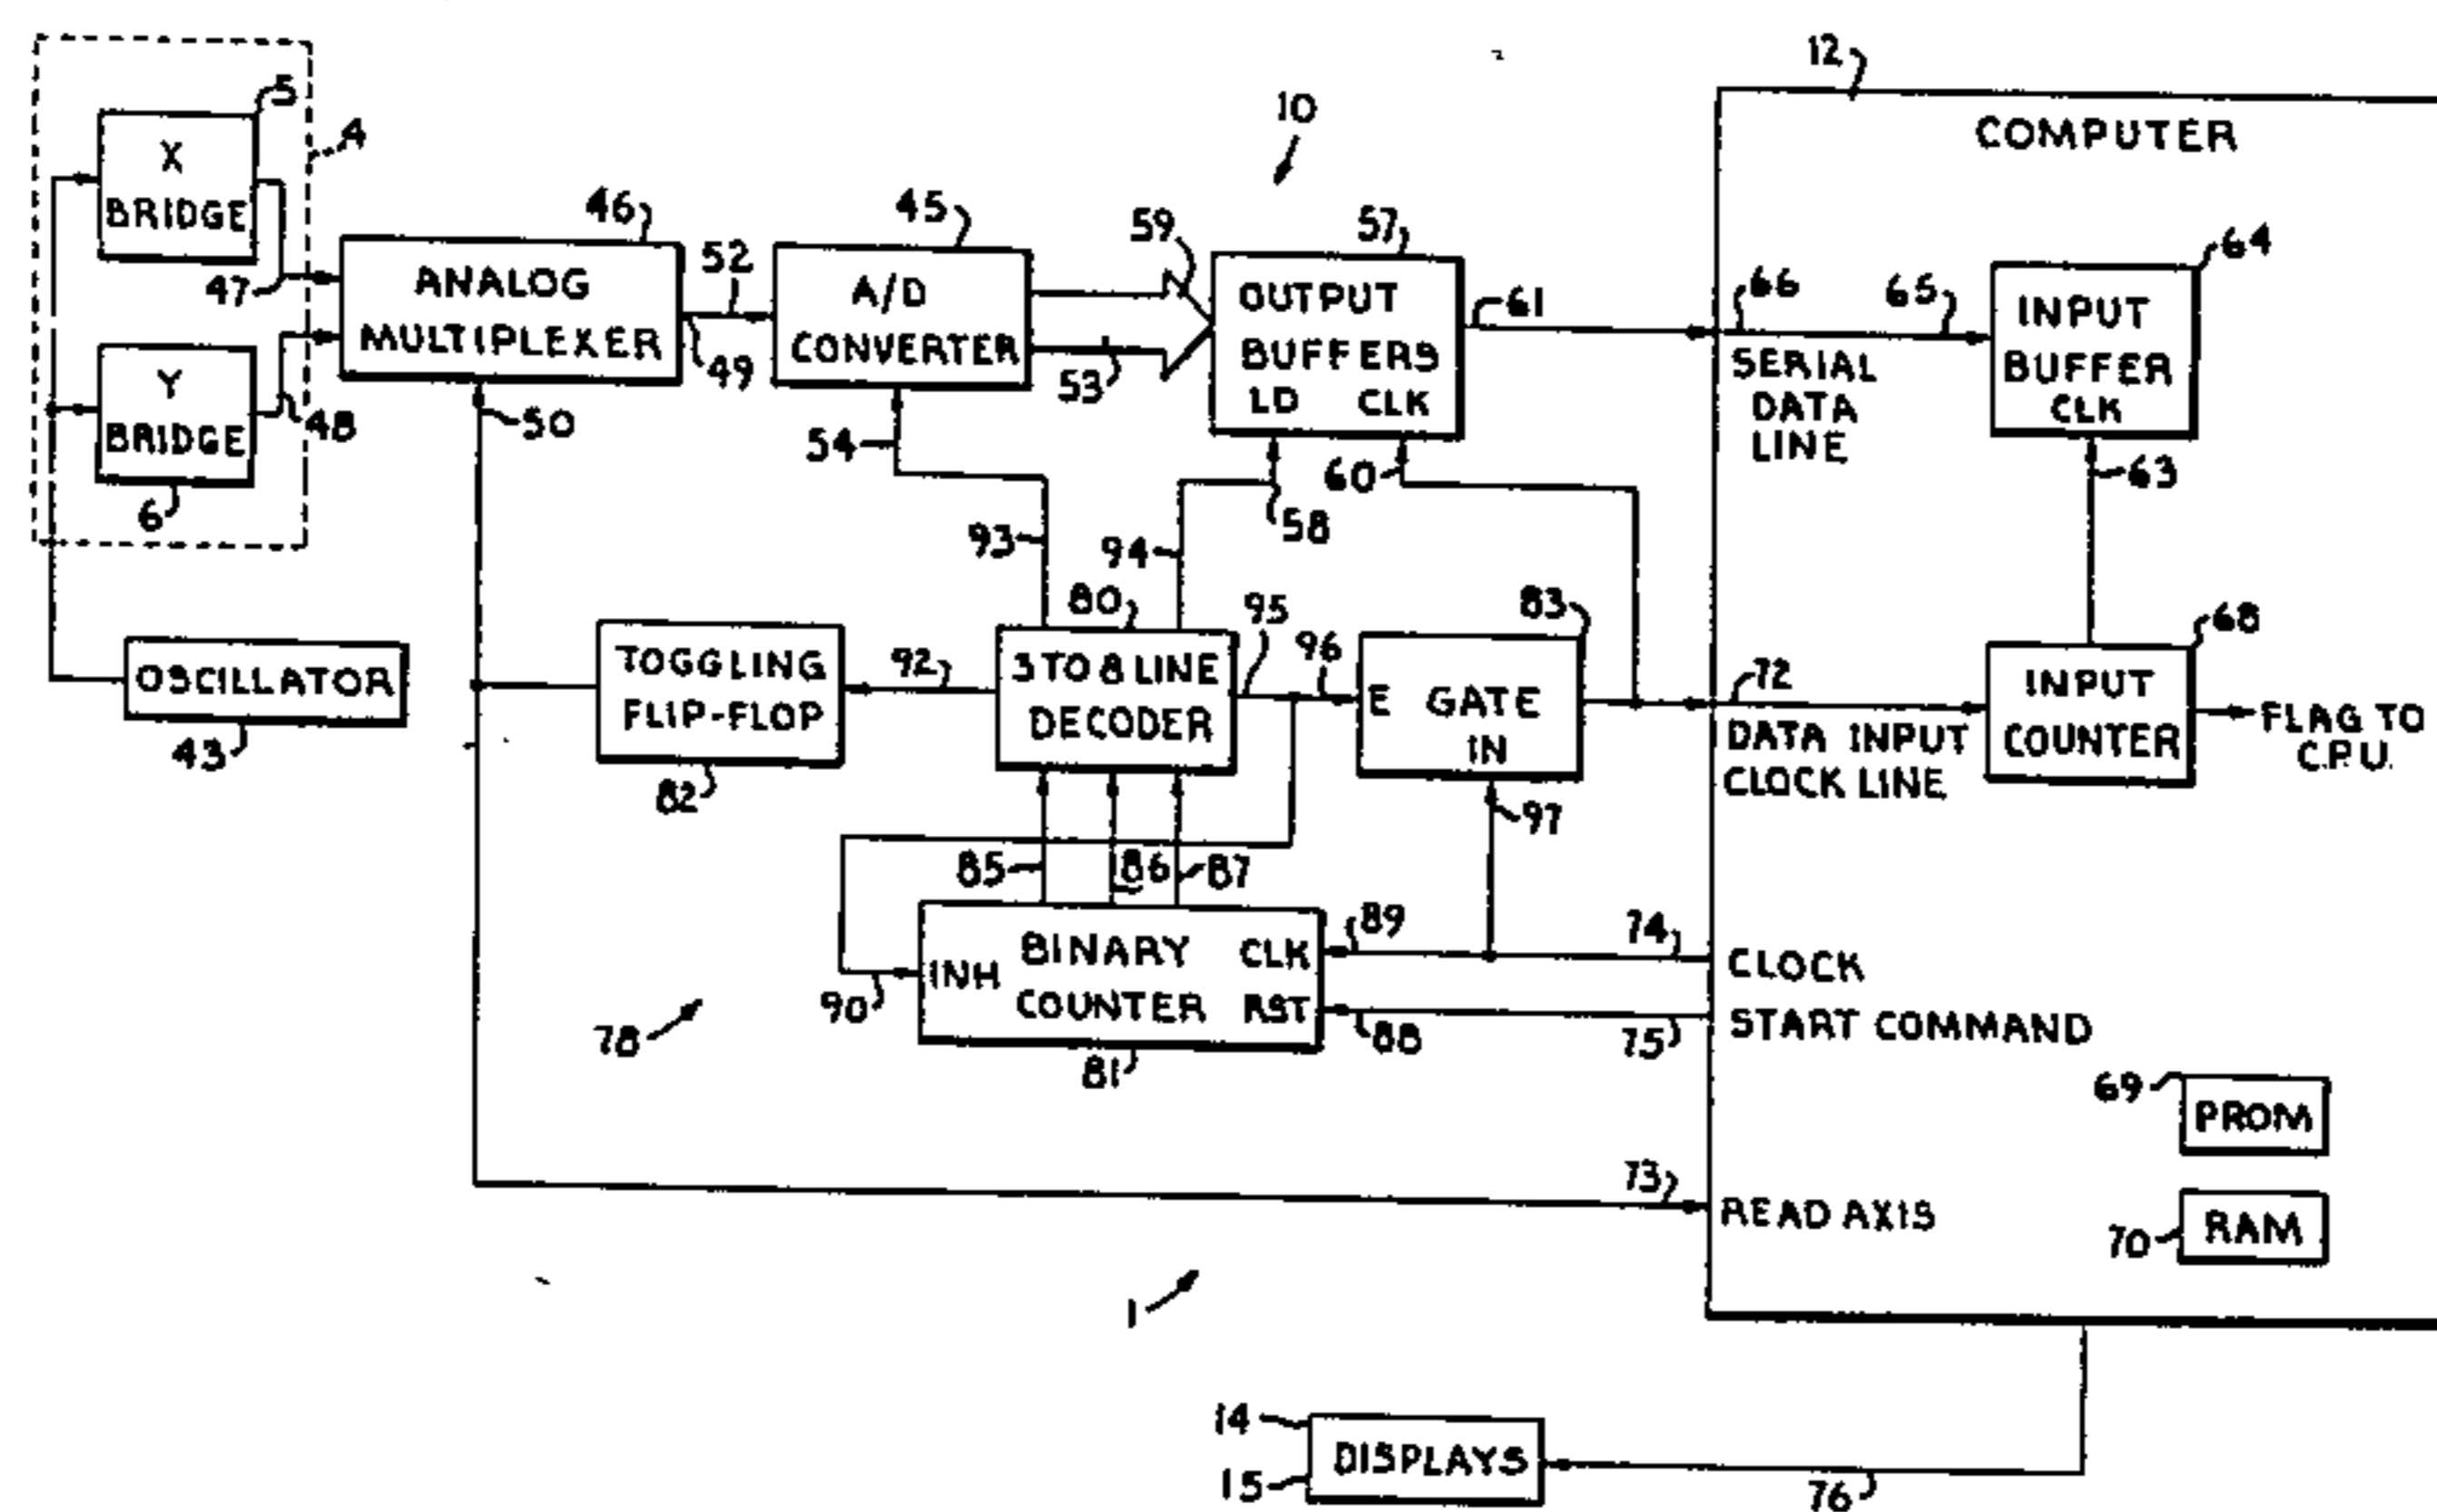 12
COMPUTER
5
4
X
BRIDGE
10
46
45
59
57
64
47
ANALOG
MULTIPLEXER
52
49
A/D
CONVERTER
53
OUTPUT
BUFFERS
LD CLK
61
66
65
SERIAL
DATA
LINE
INPUT
BUFFER
CLK
Y
BRIDGE
48
50
54
60
58
63
6
93
94
80
95
96
83
68
OSCILLATOR
43
TOGGLING
FLIP-FLOP
82
92
3 TO 8 LINE
DECODER
E GATE
IN
72
DATA INPUT
CLOCK LINE
INPUT
COUNTER
FLAG TO
C.P.U.
97
85
86
87
89
74
CLOCK
INH
BINARY
COUNTER
CLK
RST
90
78
81
88
75
START COMMAND
69
PROM
73
READ AXIS
70
RAM
1
14
15
DISPLAYS
76